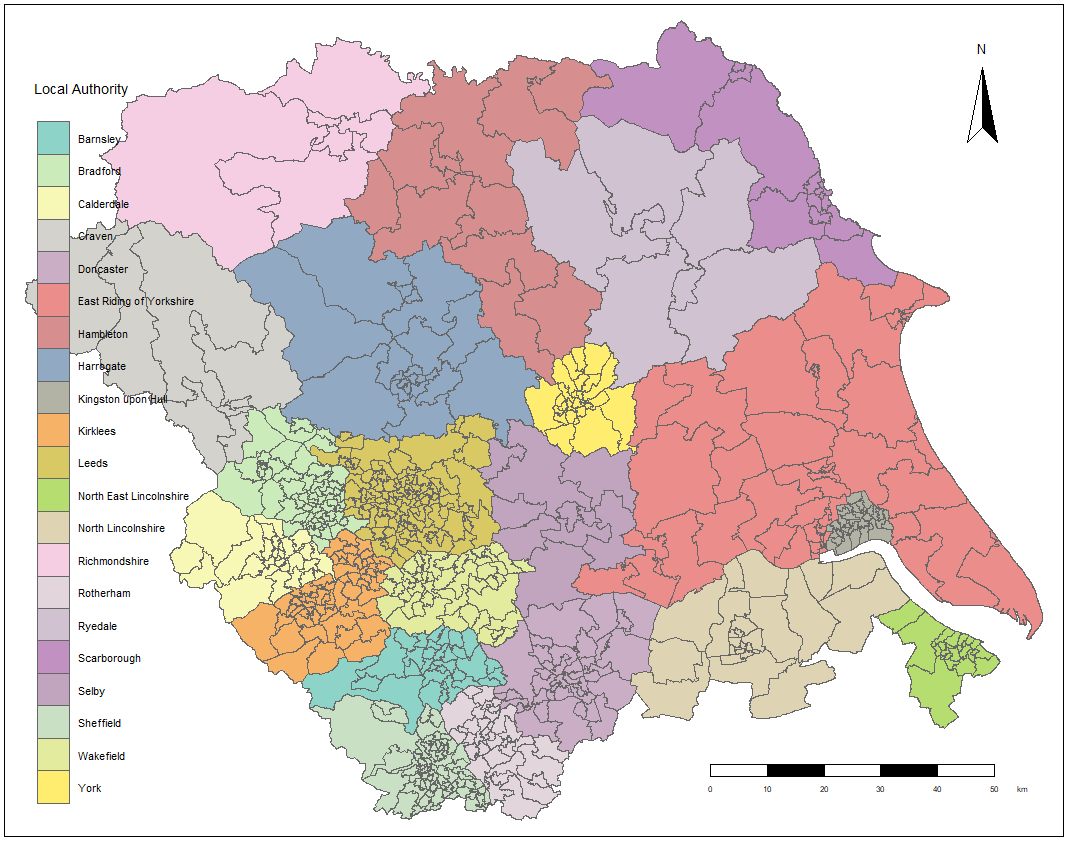 N
Local Authority
Barnsley
Bradford
Calderdale
Craven
Doncaster
East Riding of Yorkshire
Hambleton
Harrogate
Kingston upon Hull
Kirklees
Leeds
North East Lincolnshire
North Lincolnshire
Richmondshire
Rotherham
Ryedale
Scarborough
Selby
Sheffield
Wakefield
York
0 10 20 30 40 50 km